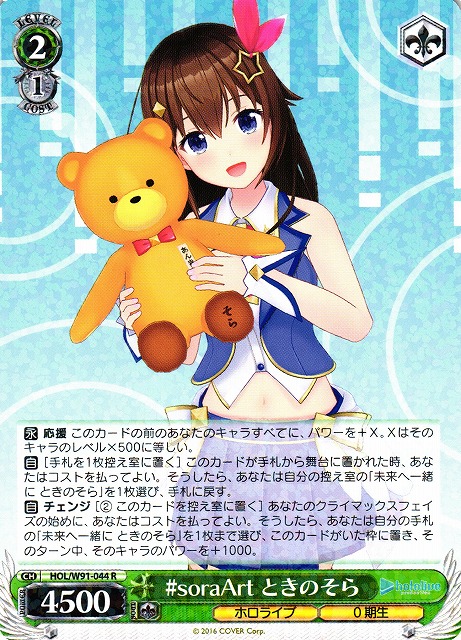 LEVEL
2
1
COST
あん肝
そら
永 応援 このカードの前のあなたのキャラすべてに、パワーを＋X。Xはその
キャラのレベル×500に等しい。
自 ［手札を1枚控え室に置く］ このカードが手札から舞台に置かれた時、あな
たはコストを払ってよい。そうしたら、あなたは自分の控え室の「未来へ一緒
に ときのそら」を1枚選び、手札に戻す。
自 チェンジ ［② このカードを控え室に置く］ あなたのクライマックスフェイ
ズの始めに、あなたはコストを払ってよい。そうしたら、あなたは自分の手札
の「未来へ一緒に ときのそら」を1枚まで選び、このカードがいた枠に置き、そ
のターン中、そのキャラのパワーを＋1000。
CH HOL/W91-044 R
POWER 4500
#soraArt ときのそら
hololive
production
ホロライブ 0期生
© 2016 COVER Corp.